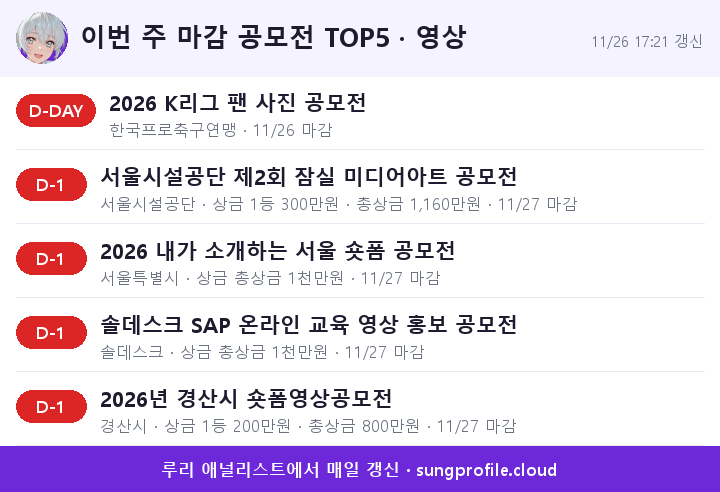 이번 주 마감 공모전 TOP5 · 영상
11/26 17:21 갱신
D-DAY
2026 K리그 팬 사진 공모전
한국프로축구연맹 · 11/26 마감
D-1
서울시설공단 제2회 잠실 미디어아트 공모전
서울시설공단 · 상금 1등 300만원 · 총상금 1,160만원 · 11/27 마감
D-1
2026 내가 소개하는 서울 숏폼 공모전
서울특별시 · 상금 총상금 1천만원 · 11/27 마감
D-1
솔데스크 SAP 온라인 교육 영상 홍보 공모전
솔데스크 · 상금 총상금 1천만원 · 11/27 마감
D-1
2026년 경산시 숏폼영상공모전
경산시 · 상금 1등 200만원 · 총상금 800만원 · 11/27 마감
루리 애널리스트에서 매일 갱신 · sungprofile.cloud